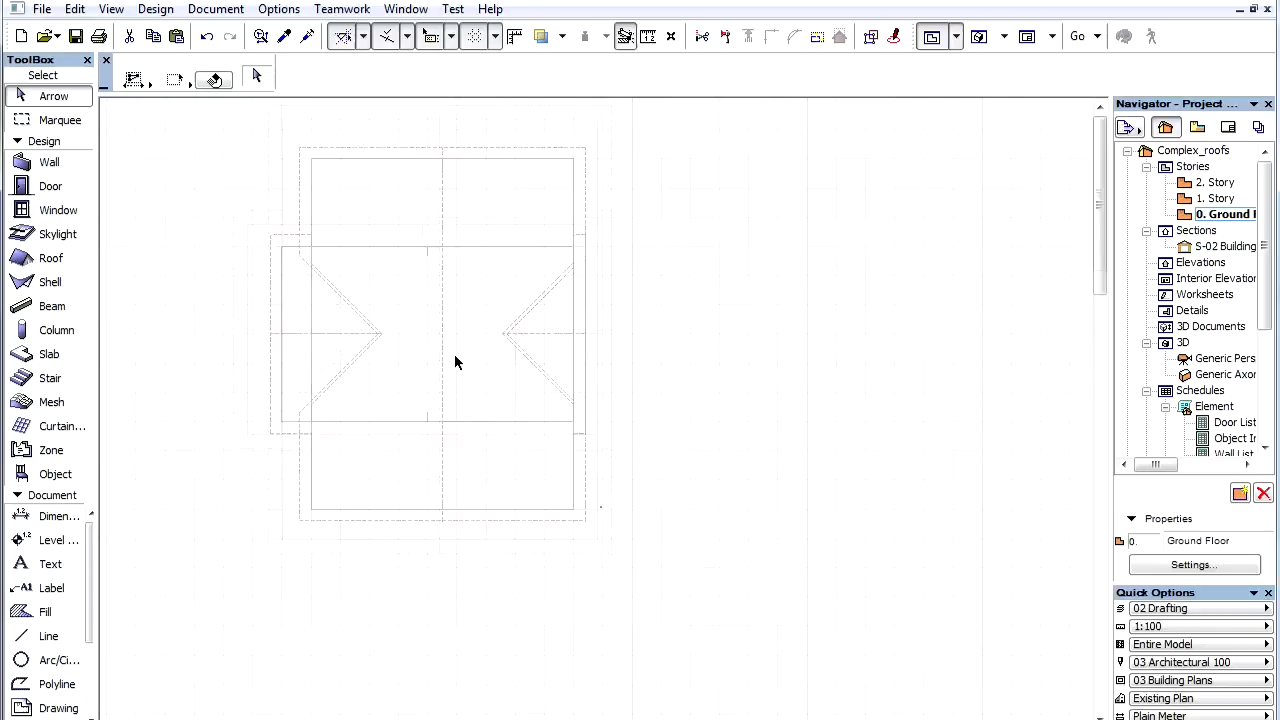 File Edit View Design Document Options Teamwork Window Test Help
Go
ToolBox
Select
Arrow
Marquee
Design
Wall
Door
Window
Skylight
Roof
Shell
Beam
Column
Slab
Stair
Mesh
Curtain...
Zone
Object
Document
Dimen...
Level ...
Text
Label
Fill
Line
Arc/Ci...
Polyline
Drawing
Navigator - Project ...
Complex_roofs
Stories
2. Story
1. Story
0. Ground
Sections
S-02 Building
Elevations
Interior Elevation
Worksheets
Details
3D Documents
3D
Generic Pers
Generic Axor
Schedules
Element
Door List
Object In
Wall List
Properties
0. Ground Floor
Settings...
Quick Options
02 Drafting
1:100
Entire Model
03 Architectural 100
03 Building Plans
Existing Plan
Plain Meter